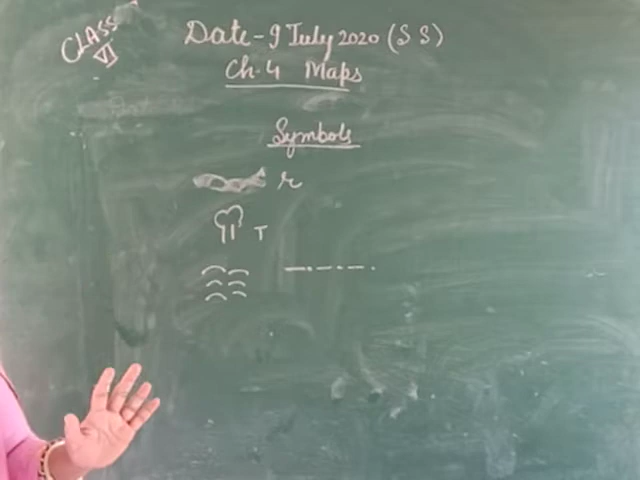 CLASS
VI
Date - 9 July 2020 (S S)
Ch-4 Maps
Symbols
r
T